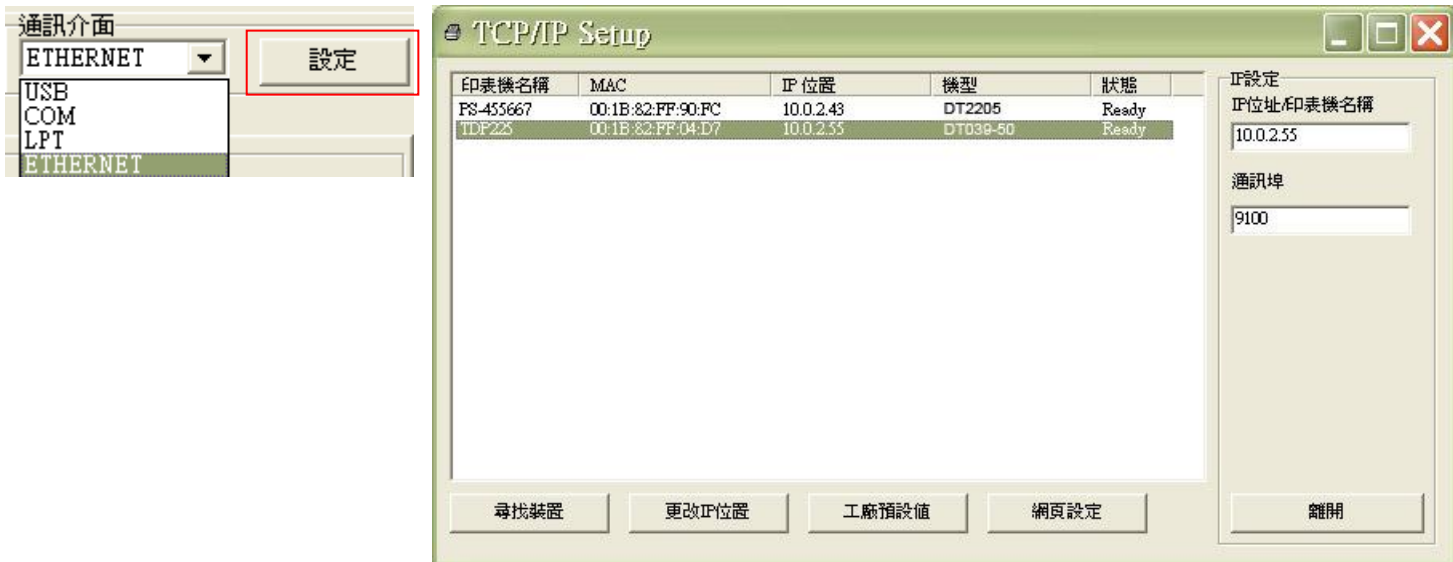 通訊介面
ETHERNET
設定
USB
COM
LPT
ETHERNET
TCP/IP Setup
印表機名稱 MAC IP 位置 機型 狀態
PS-455667 00:1B:82:FF:90:FC 10.0.2.43 DT2205 Ready
TDP225 00:1B:82:FF:04:D7 10.0.2.55 DT039-50 Ready
IP設定
IP位址/印表機名稱
10.0.2.55
通訊埠
9100
尋找裝置 更改IP位置 工廠預設值 網頁設定 離開